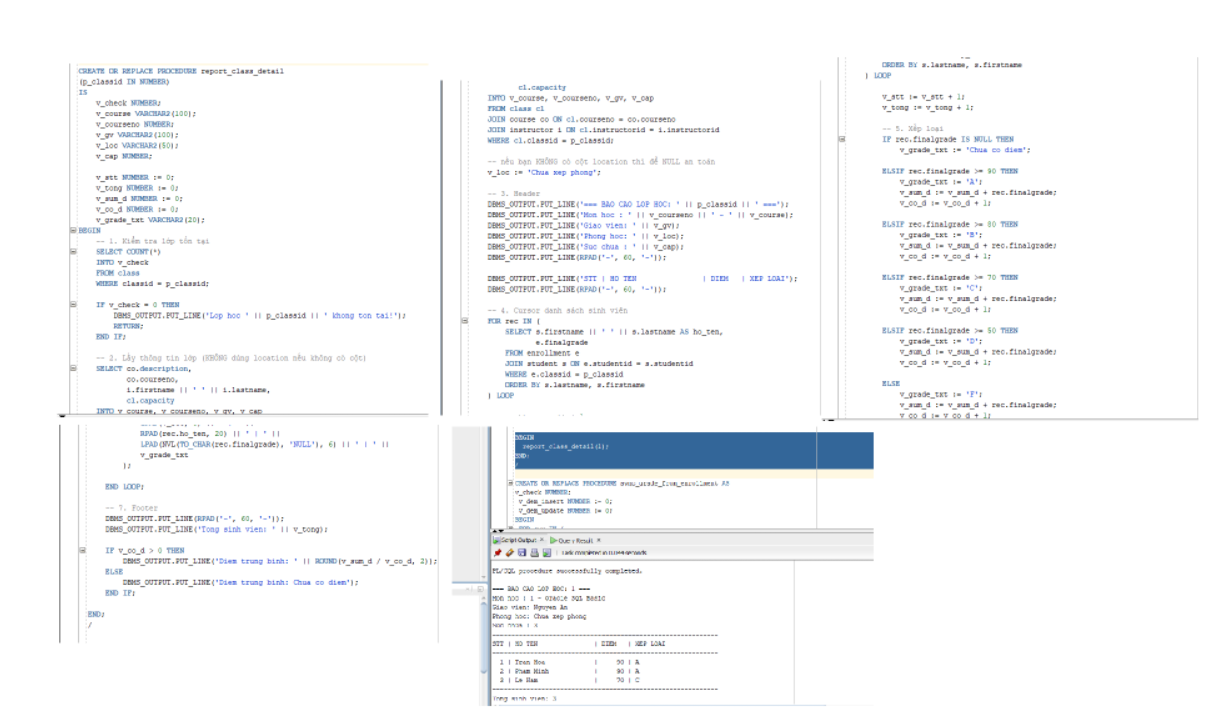 CREATE OR REPLACE PROCEDURE report_class_detail
(p_classid IN NUMBER)
IS
v_check NUMBER;
v_course VARCHAR2(100);
v_courseno NUMBER;
v_gv VARCHAR2(100);
v_loc VARCHAR2(50);
v_cap NUMBER;
v_stt NUMBER := 0;
v_tong NUMBER := 0;
v_sum_d NUMBER := 0;
v_co_d NUMBER := 0;
v_grade_txt VARCHAR2(20);
BEGIN
-- 1. Kiểm tra lớp tồn tại
SELECT COUNT(*)
INTO v_check
FROM class
WHERE classid = p_classid;
IF v_check = 0 THEN
DBMS_OUTPUT.PUT_LINE('Lop hoc ' || p_classid || ' khong ton tai!');
RETURN;
END IF;
-- 2. Lấy thông tin lớp (KHÔNG dùng location nếu không có cột)
SELECT co.description,
co.courseno,
i.firstname || ' ' || i.lastname,
cl.capacity
INTO v_course, v_courseno, v_gv, v_cap
cl.capacity
INTO v_course, v_courseno, v_gv, v_cap
FROM class cl
JOIN course co ON cl.courseno = co.courseno
JOIN instructor i ON cl.instructorid = i.instructorid
WHERE cl.classid = p_classid;
-- nếu bạn KHÔNG có cột location thì để NULL an toàn
v_loc := 'Chua xep phong';
-- 3. Header
DBMS_OUTPUT.PUT_LINE('=== BAO CAO LOP HOC: ' || p_classid || ' ===');
DBMS_OUTPUT.PUT_LINE('Mon hoc : ' || v_courseno || ' - ' || v_course);
DBMS_OUTPUT.PUT_LINE('Giao vien: ' || v_gv);
DBMS_OUTPUT.PUT_LINE('Phong hoc: ' || v_loc);
DBMS_OUTPUT.PUT_LINE('Suc chua : ' || v_cap);
DBMS_OUTPUT.PUT_LINE(RPAD('-', 60, '-'));
DBMS_OUTPUT.PUT_LINE('STT | HO TEN | DIEM | XEP LOAI');
DBMS_OUTPUT.PUT_LINE(RPAD('-', 60, '-'));
-- 4. Cursor danh sách sinh viên
FOR rec IN (
SELECT s.firstname || ' ' || s.lastname AS ho_ten,
e.finalgrade
FROM enrollment e
JOIN student s ON e.studentid = s.studentid
WHERE e.classid = p_classid
ORDER BY s.lastname, s.firstname
) LOOP
ORDER BY s.lastname, s.firstname
) LOOP
v_stt := v_stt + 1;
v_tong := v_tong + 1;
-- 5. Xếp loại
IF rec.finalgrade IS NULL THEN
v_grade_txt := 'Chua co diem';
ELSIF rec.finalgrade >= 90 THEN
v_grade_txt := 'A';
v_sum_d := v_sum_d + rec.finalgrade;
v_co_d := v_co_d + 1;
ELSIF rec.finalgrade >= 80 THEN
v_grade_txt := 'B';
v_sum_d := v_sum_d + rec.finalgrade;
v_co_d := v_co_d + 1;
ELSIF rec.finalgrade >= 70 THEN
v_grade_txt := 'C';
v_sum_d := v_sum_d + rec.finalgrade;
v_co_d := v_co_d + 1;
ELSIF rec.finalgrade >= 50 THEN
v_grade_txt := 'D';
v_sum_d := v_sum_d + rec.finalgrade;
v_co_d := v_co_d + 1;
ELSE
v_grade_txt := 'F';
v_sum_d := v_sum_d + rec.finalgrade;
v_co_d := v_co_d + 1;
RPAD(rec.ho_ten, 20) || ' | ' ||
LPAD(NVL(TO_CHAR(rec.finalgrade), 'NULL'), 6) || ' | ' ||
v_grade_txt
);
END LOOP;
-- 7. Footer
DBMS_OUTPUT.PUT_LINE(RPAD('-', 60, '-'));
DBMS_OUTPUT.PUT_LINE('Tong sinh vien: ' || v_tong);
IF v_co_d > 0 THEN
DBMS_OUTPUT.PUT_LINE('Diem trung binh: ' || ROUND(v_sum_d / v_co_d, 2));
ELSE
DBMS_OUTPUT.PUT_LINE('Diem trung binh: Chua co diem');
END IF;
END;
/
BEGIN
report_class_detail(1);
END;
/
CREATE OR REPLACE PROCEDURE sync_grade_from_enrollment AS
v_check NUMBER;
v_dem_insert NUMBER := 0;
v_dem_update NUMBER := 0;
BEGIN
Script Output × Query Result ×
PL/SQL procedure successfully completed.
=== BAO CAO LOP HOC: 1 ===
Mon hoc : 1 - Oracle SQL Basic
Giao vien: Nguyen An
Phong hoc: Chua xep phong
STT | HO TEN | DIEM | XEP LOAI
1 | Tran Hoa | 90 | A
2 | Pham Minh | 90 | A
3 | Le Nam | 70 | C
Tong sinh vien: 3